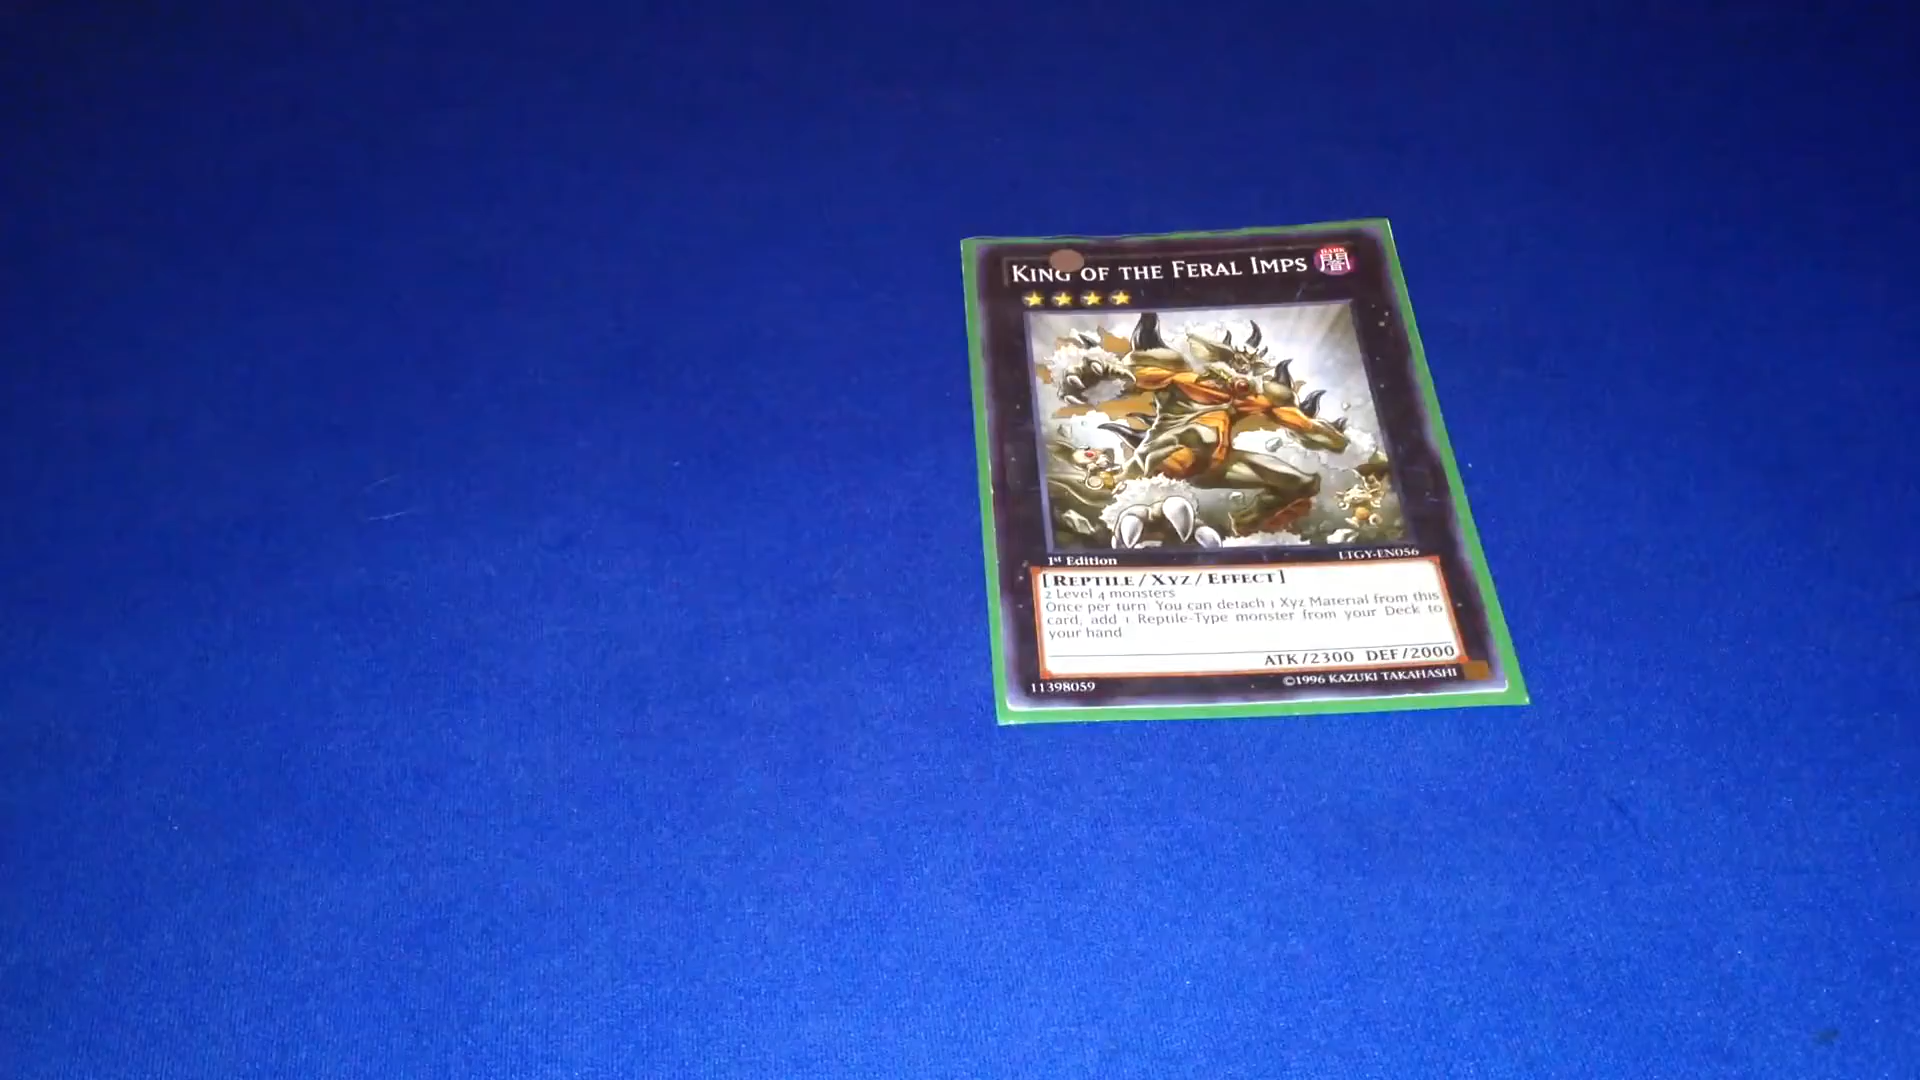 KING OF THE FERAL IMPS
DARK
闇
1st Edition
LTGY-EN056
[REPTILE/XYZ/EFFECT]
2 Level 4 monsters
Once per turn: You can detach 1 Xyz Material from this
card; add 1 Reptile-Type monster from your Deck to
your hand
ATK/2300 DEF/2000
11398059
©1996 KAZUKI TAKAHASHI